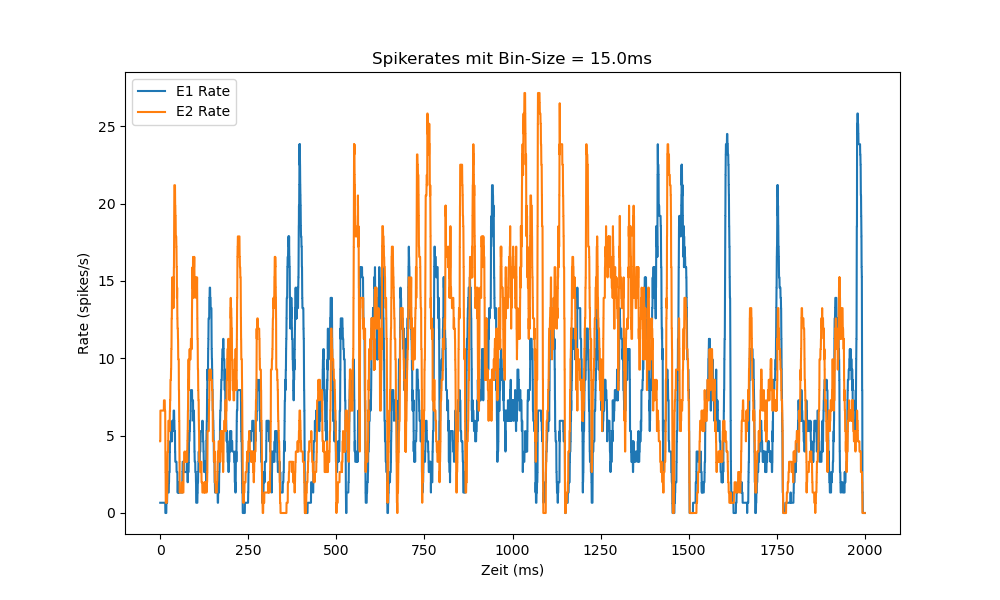 Spikerates mit Bin-Size = 15.0ms
E1 Rate
E2 Rate
Rate (spikes/s)
25
20
15
10
5
0
0 250 500 750 1000 1250 1500 1750 2000
Zeit (ms)